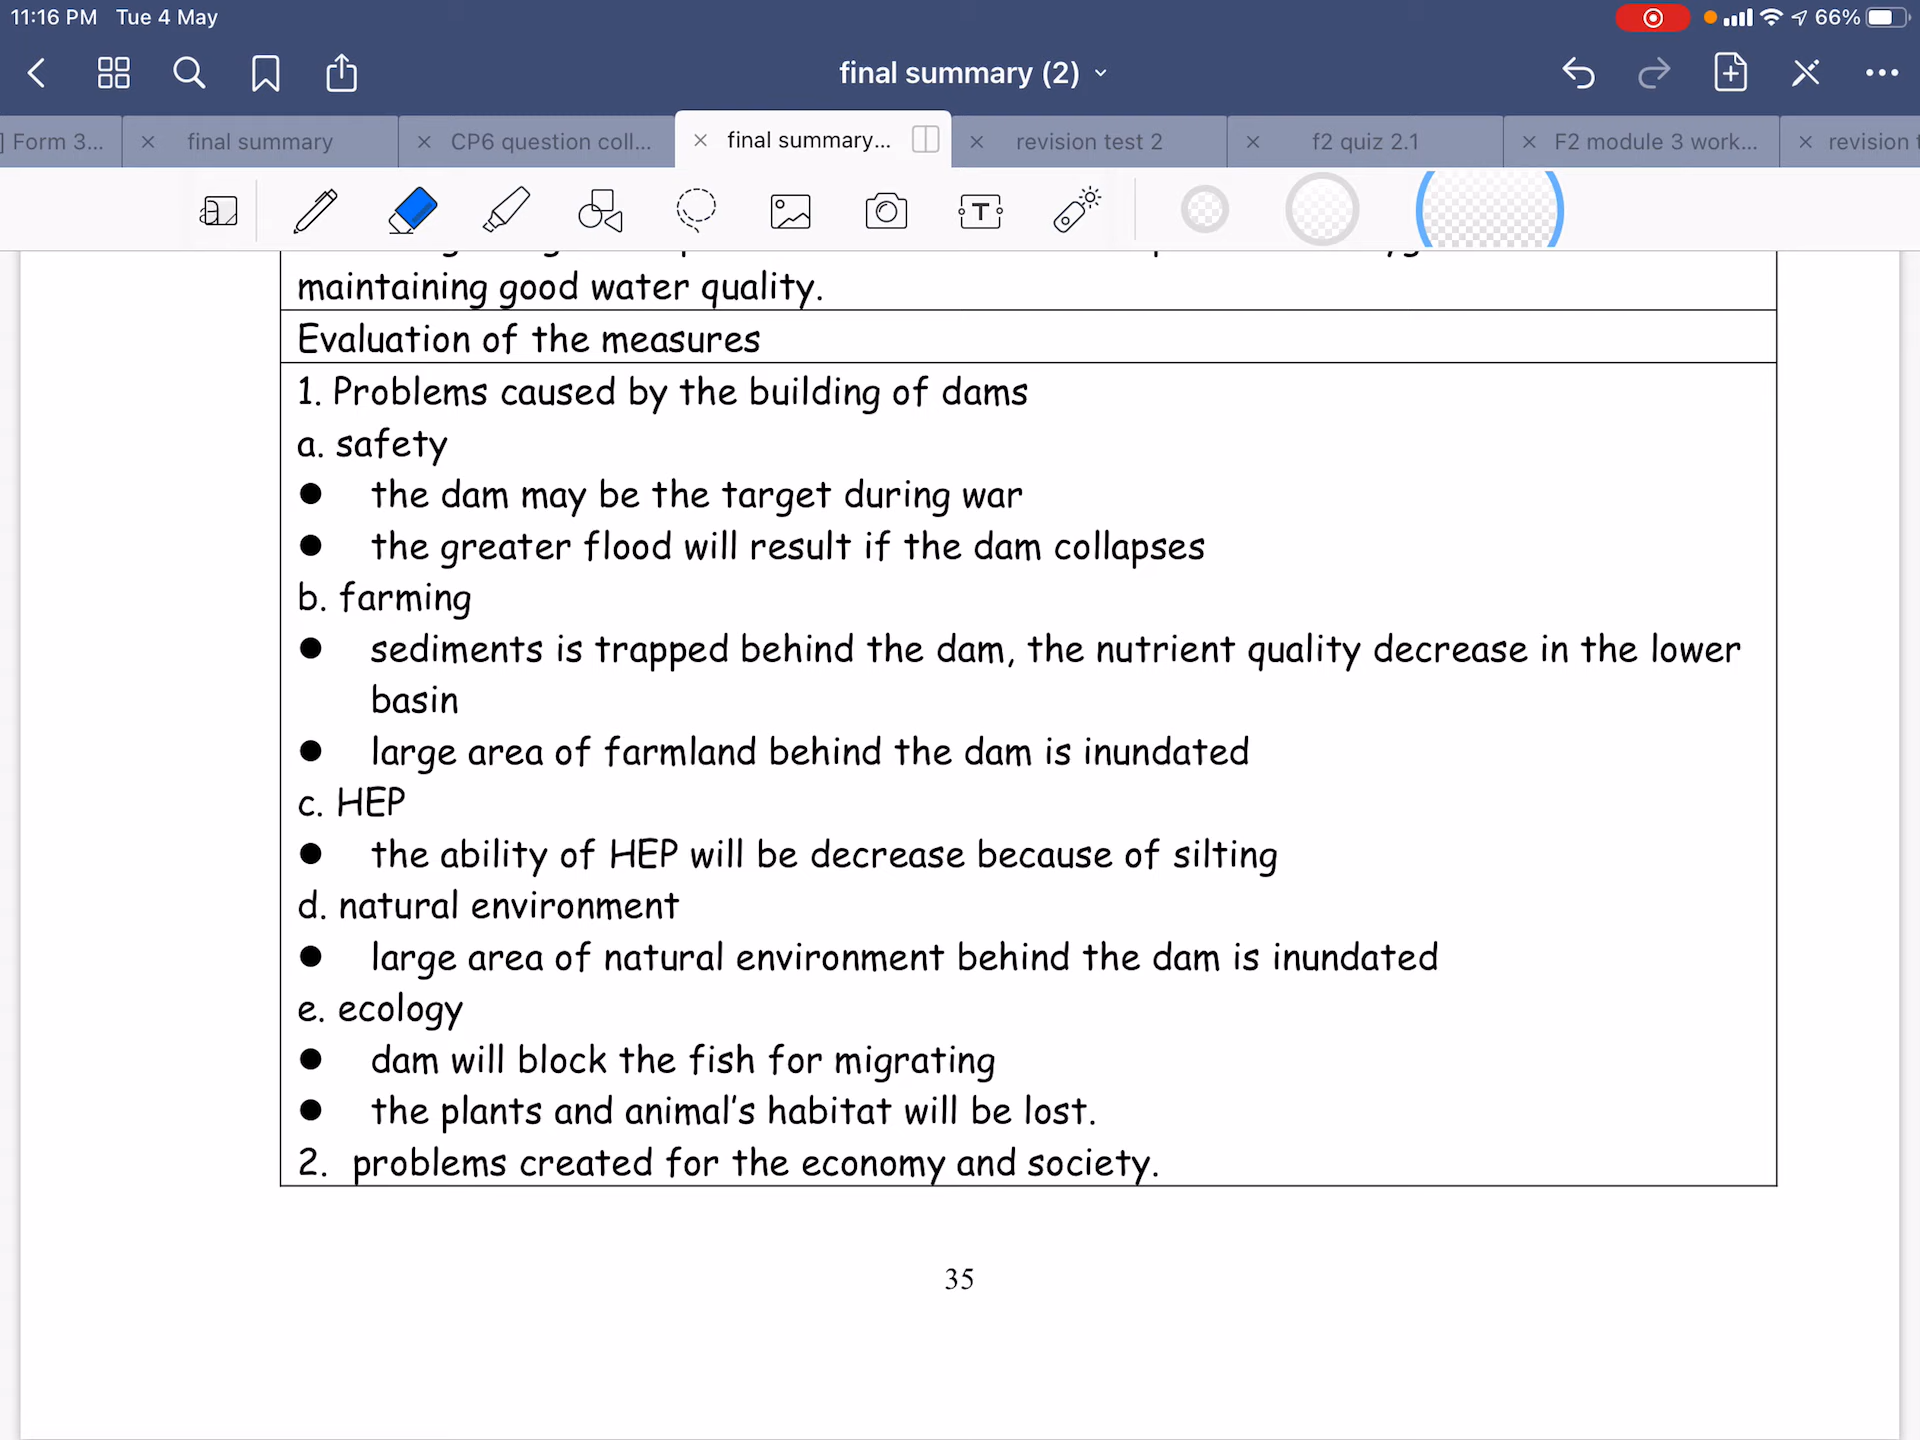 11:16 PM Tue 4 May
66%
final summary (2)
] Form 3...
final summary
CP6 question coll...
final summary...
revision test 2
f2 quiz 2.1
F2 module 3 work...
revision
maintaining good water quality.
Evaluation of the measures
1. Problems caused by the building of dams
a. safety
● the dam may be the target during war
● the greater flood will result if the dam collapses
b. farming
● sediments is trapped behind the dam, the nutrient quality decrease in the lower
basin
● large area of farmland behind the dam is inundated
c. HEP
● the ability of HEP will be decrease because of silting
d. natural environment
● large area of natural environment behind the dam is inundated
e. ecology
● dam will block the fish for migrating
● the plants and animal's habitat will be lost.
2. problems created for the economy and society.
35